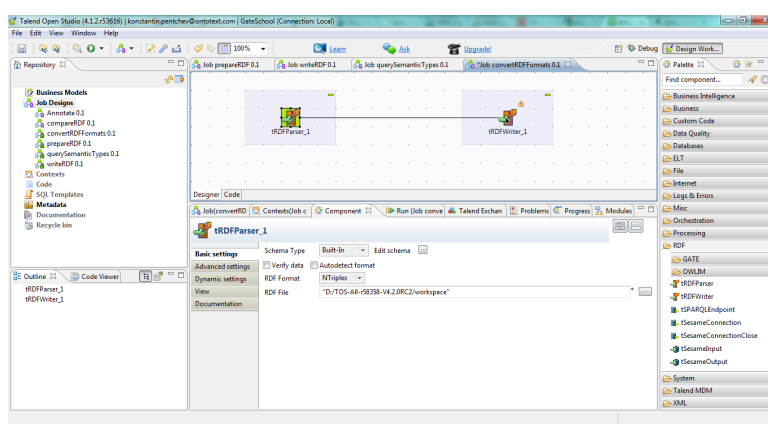 Talend Open Studio (4.1.2.r53616) | konstantin.pentchev@ontotext.com | GateSchool (Connection: Local)
File Edit View Window Help
100%
Learn
Ask
Upgrade!
Debug
Design Work...
Repository
Business Models
Job Designs
Annotate 0.1
compareRDF 0.1
convertRDFFormats 0.1
prepareRDF 0.1
querySemanticTypes 0.1
writeRDF 0.1
Contexts
Code
SQL Templates
Metadata
Documentation
Recycle bin
Outline
Code Viewer
tRDFParser_1
tRDFWriter_1
Job prepareRDF 0.1
Job writeRDF 0.1
Job querySemanticTypes 0.1
*Job convertRDFFormats 0.1
tRDFParser_1
tRDFWriter_1
Designer Code
Job(convertRD
Contexts(Job c
Component
Run (Job conve
Talend Exchan
Problems
Progress
Modules
tRDFParser_1
Basic settings
Advanced settings
Dynamic settings
View
Documentation
Schema Type Built-In Edit schema
Verify data Autodetect format
RDF Format NTriples
RDF File "D:/TOS-All-r58358-V4.2.0RC2/workspace" *
Palette
Find component...
Business Intelligence
Business
Custom Code
Data Quality
Databases
ELT
File
Internet
Logs & Errors
Misc
Orchestration
Processing
RDF
GATE
OWLIM
tRDFParser
tRDFWriter
tSPARQLEndpoint
tSesameConnection
tSesameConnectionClose
tSesameInput
tSesameOutput
System
Talend MDM
XML